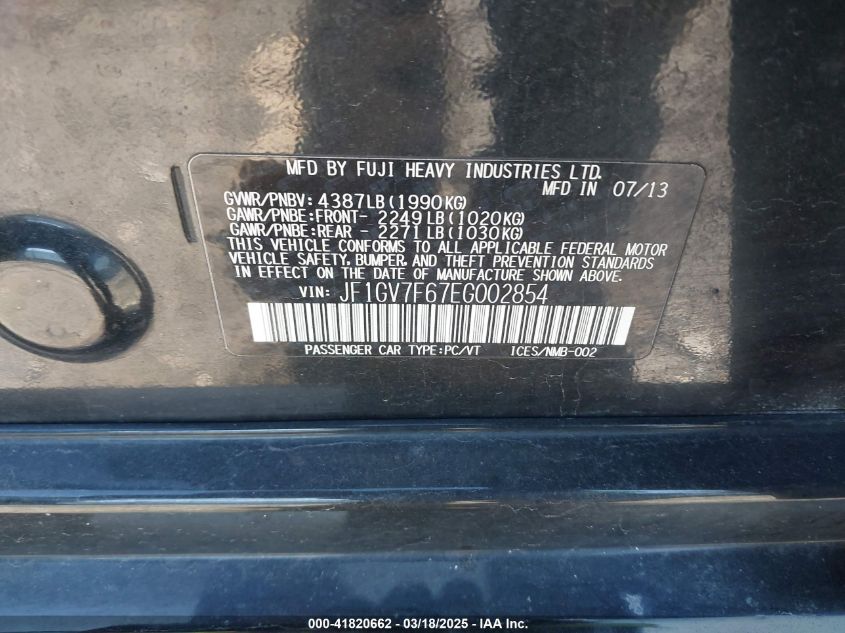 MFD BY FUJI HEAVY INDUSTRIES LTD.
MFD IN 07/13
GVWR/PNBV: 4387LB(1990KG)
GAWR/PNBE:FRONT- 2249LB(1020KG)
GAWR/PNBE:REAR - 2271LB(1030KG)
THIS VEHICLE CONFORMS TO ALL APPLICABLE FEDERAL MOTOR
VEHICLE SAFETY, BUMPER, AND THEFT PREVENTION STANDARDS
IN EFFECT ON THE DATE OF MANUFACTURE SHOWN ABOVE.
VIN: JF1GV7F67EG002854
PASSENGER CAR TYPE:PC/VT ICES/NMB-002
000-41820662 - 03/18/2025 - IAA Inc.